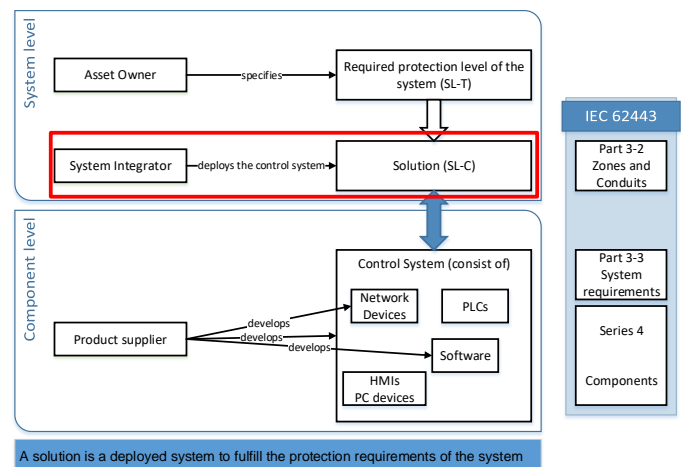 System level
Asset Owner
specifies
Required protection level of the
system (SL-T)
System Integrator
deploys the control system
Solution (SL-C)
Component level
Product supplier
develops
develops
develops
Control System (consist of)
Network
Devices
PLCs
Software
HMIs
PC devices
IEC 62443
Part 3-2
Zones and
Conduits
Part 3-3
System
requirements
Series 4
Components
A solution is a deployed system to fulfill the protection requirements of the system